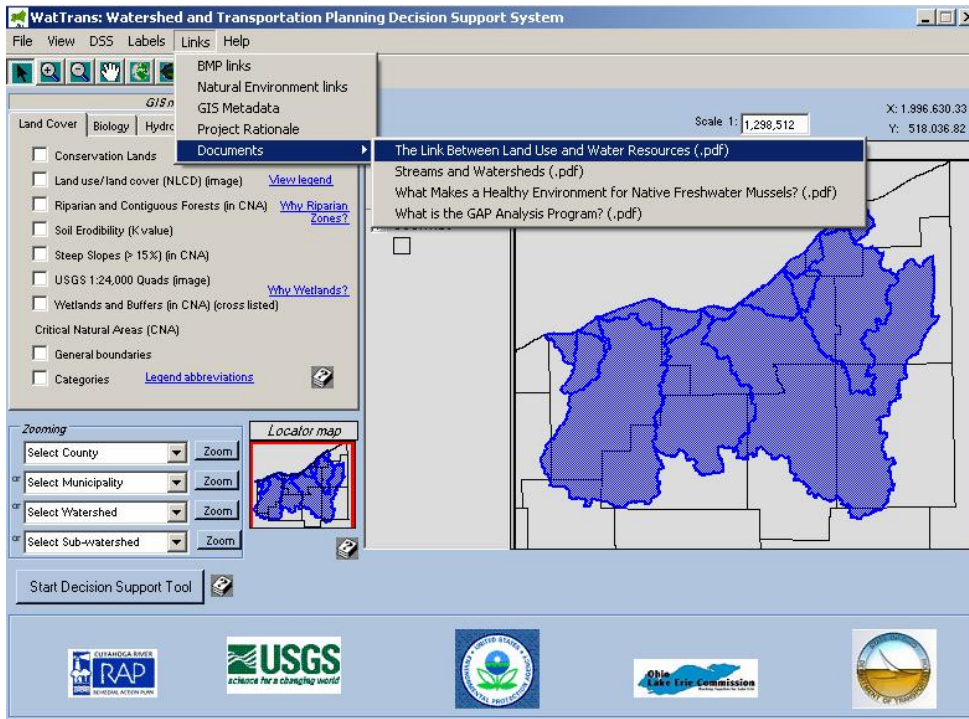 WatTrans: Watershed and Transportation Planning Decision Support System
File View DSS Labels Links Help
BMP links
Natural Environment links
GIS Metadata
Project Rationale
Documents
The Link Between Land Use and Water Resources (.pdf)
Streams and Watersheds (.pdf)
What Makes a Healthy Environment for Native Freshwater Mussels? (.pdf)
What is the GAP Analysis Program? (.pdf)
Scale 1: 1,298,512
X: 1.996.630.33
Y: 518.036.82
Land Cover Biology
Conservation Lands
Land use/land cover (NLCD) (image) View legend
Riparian and Contiguous Forests (in CNA) Why Riparian
Zones?
Soil Erodibility (K value)
Steep Slopes (> 15%) (in CNA)
USGS 1:24,000 Quads (image)
Why Wetlands?
Wetlands and Buffers (in CNA) (cross listed)
Critical Natural Areas (CNA)
General boundaries
Categories Legend abbreviations
Zooming
Locator map
Select County Zoom
or Select Municipality Zoom
or Select Watershed Zoom
or Select Sub-watershed Zoom
Start Decision Support Tool
CUYAHOGA RIVER
RAP
REMEDIAL ACTION PLAN
USGS
science for a changing world
UNITED STATES
ENVIRONMENTAL PROTECTION AGENCY
Ohio
Lake Erie Commission